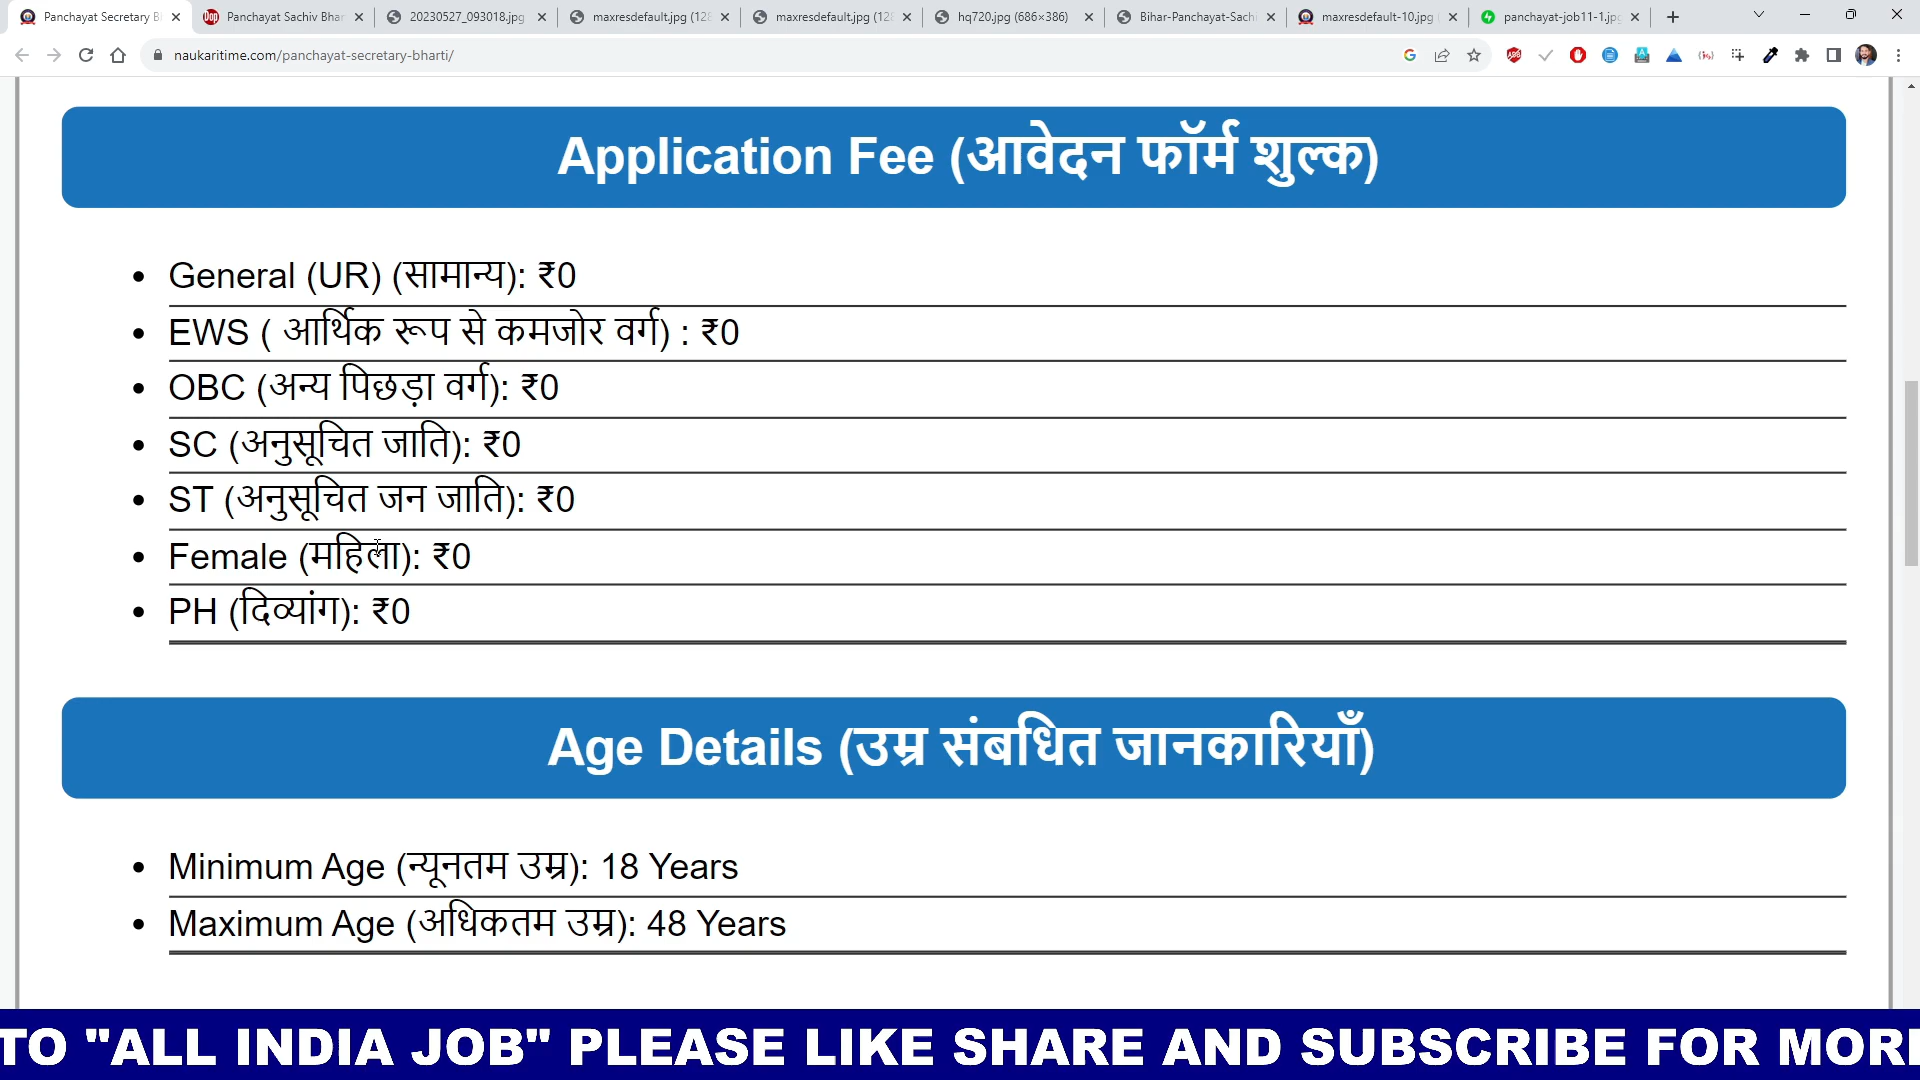 Panchayat Secretary B
Panchayat Sachiv Bhar
20230527_093018.jpg
maxresdefault.jpg (128
maxresdefault.jpg (128
hq720.jpg (686×386)
Bihar-Panchayat-Sachi
maxresdefault-10.jpg
panchayat-job11-1.jpg
naukaritime.com/panchayat-secretary-bharti/
Application Fee (आवेदन फॉर्म शुल्क)
General (UR) (सामान्य): ₹0
EWS ( आर्थिक रूप से कमजोर वर्ग) : ₹0
OBC (अन्य पिछड़ा वर्ग): ₹0
SC (अनुसूचित जाति): ₹0
ST (अनुसूचित जन जाति): ₹0
Female (महिला): ₹0
PH (दिव्यांग): ₹0
Age Details (उम्र संबधित जानकारियाँ)
Minimum Age (न्यूनतम उम्र): 18 Years
Maximum Age (अधिकतम उम्र): 48 Years
TO "ALL INDIA JOB" PLEASE LIKE SHARE AND SUBSCRIBE FOR MOR